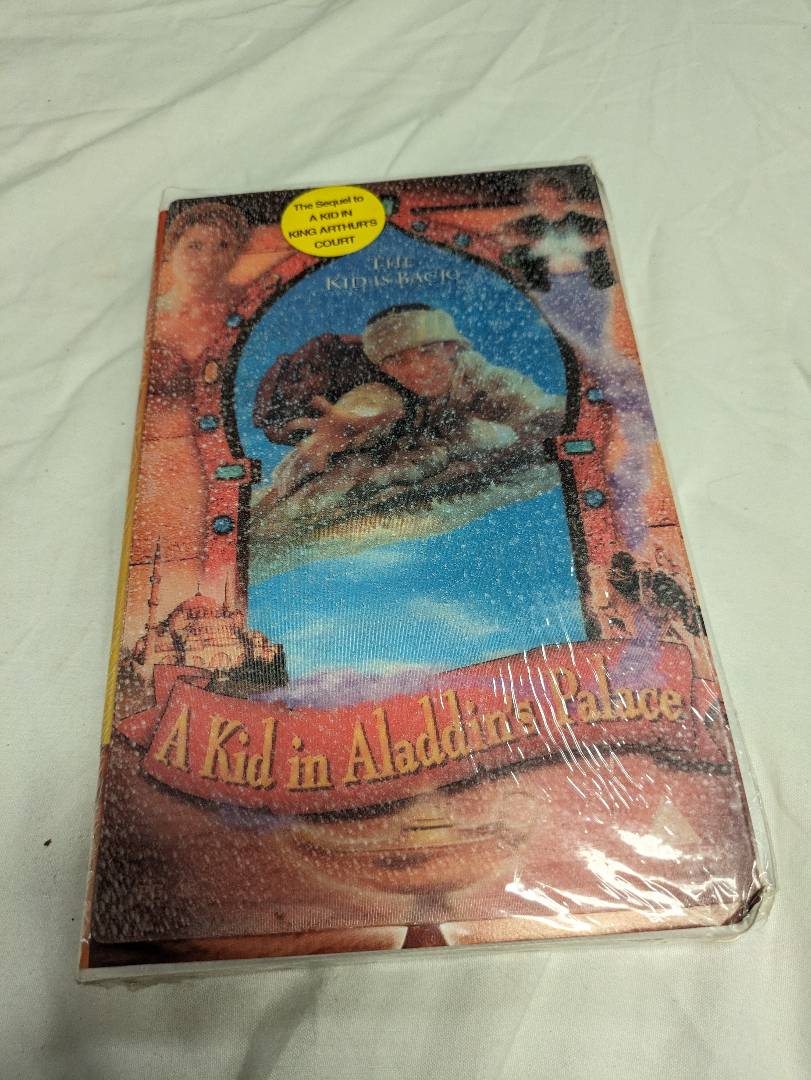 The Sequel to
A KID IN
KING ARTHUR'S
COURT
THE
KID IS BACK!
A Kid in Aladdin's Palace